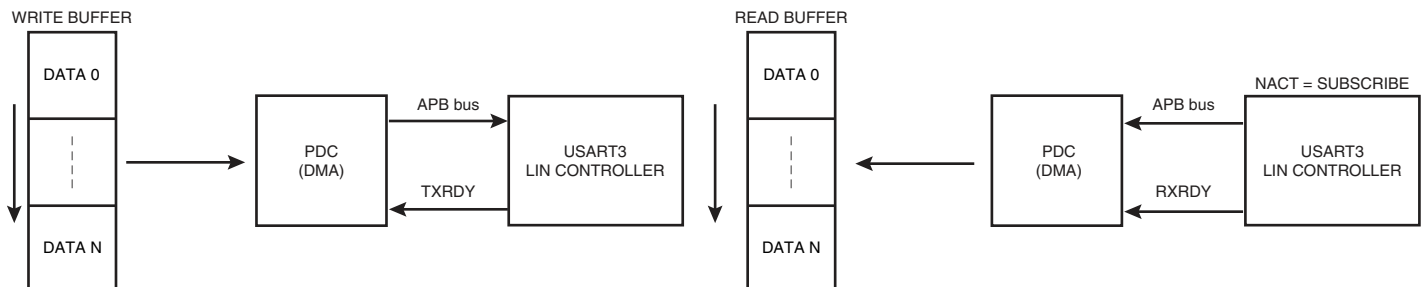 WRITE BUFFER
DATA 0
DATA N
PDC
(DMA)
APB bus
TXRDY
USART3
LIN CONTROLLER
READ BUFFER
DATA 0
DATA N
PDC
(DMA)
APB bus
RXRDY
NACT = SUBSCRIBE
USART3
LIN CONTROLLER